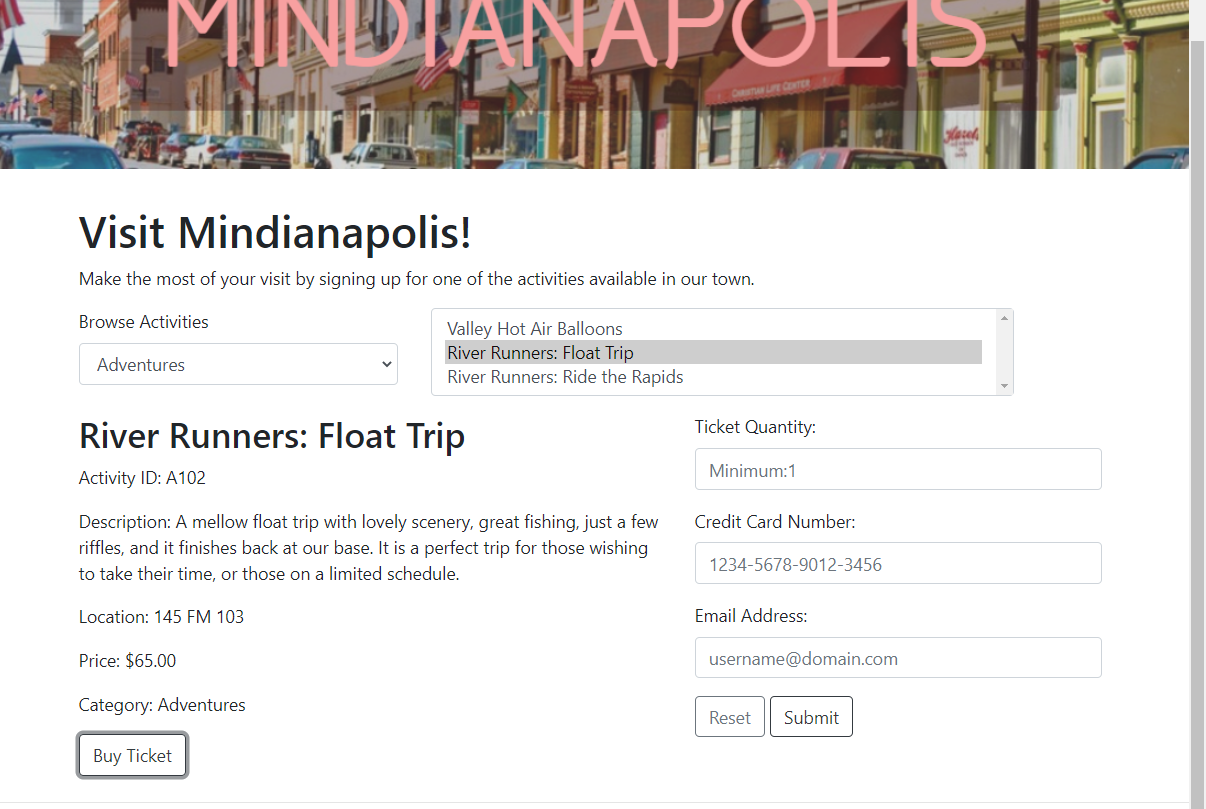 MINDIANAPOLIS
CHRISTIAN LIFE CENTER
Hazel's
Visit Mindianapolis!
Make the most of your visit by signing up for one of the activities available in our town.
Browse Activities
Adventures
Valley Hot Air Balloons
River Runners: Float Trip
River Runners: Ride the Rapids
River Runners: Float Trip
Activity ID: A102
Description: A mellow float trip with lovely scenery, great fishing, just a few
riffles, and it finishes back at our base. It is a perfect trip for those wishing
to take their time, or those on a limited schedule.
Location: 145 FM 103
Price: $65.00
Category: Adventures
Buy Ticket
Ticket Quantity:
Minimum:1
Credit Card Number:
1234-5678-9012-3456
Email Address:
username@domain.com
Reset
Submit